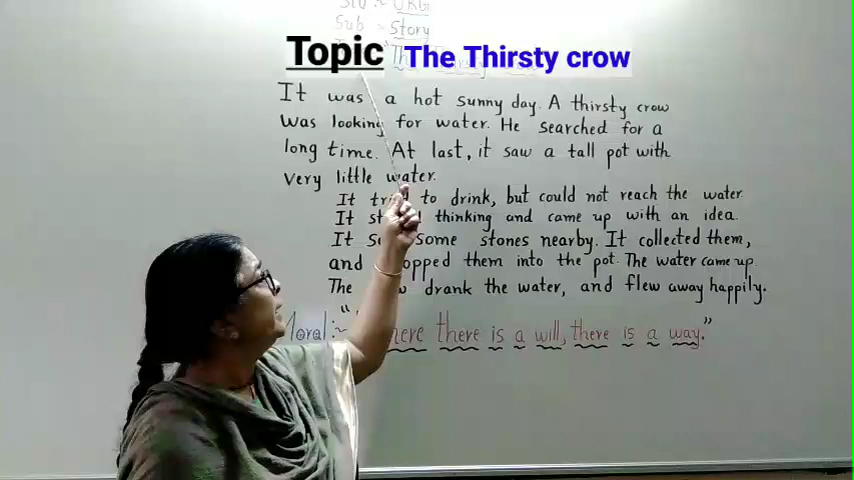 Std :~ UKG
Sub ~ Story
Topic The Thirsty crow
It was a hot sunny day. A thirsty crow
was looking for water. He searched for a
long time. At last, it saw a tall pot with
very little water.
It to drink, but could not reach the water
It thinking and came up with an idea.
It some stones nearby. It collected them,
and them into the pot. The water came up.
The drank the water, and flew away happily.
Moral :~ there is a will, there is a way."